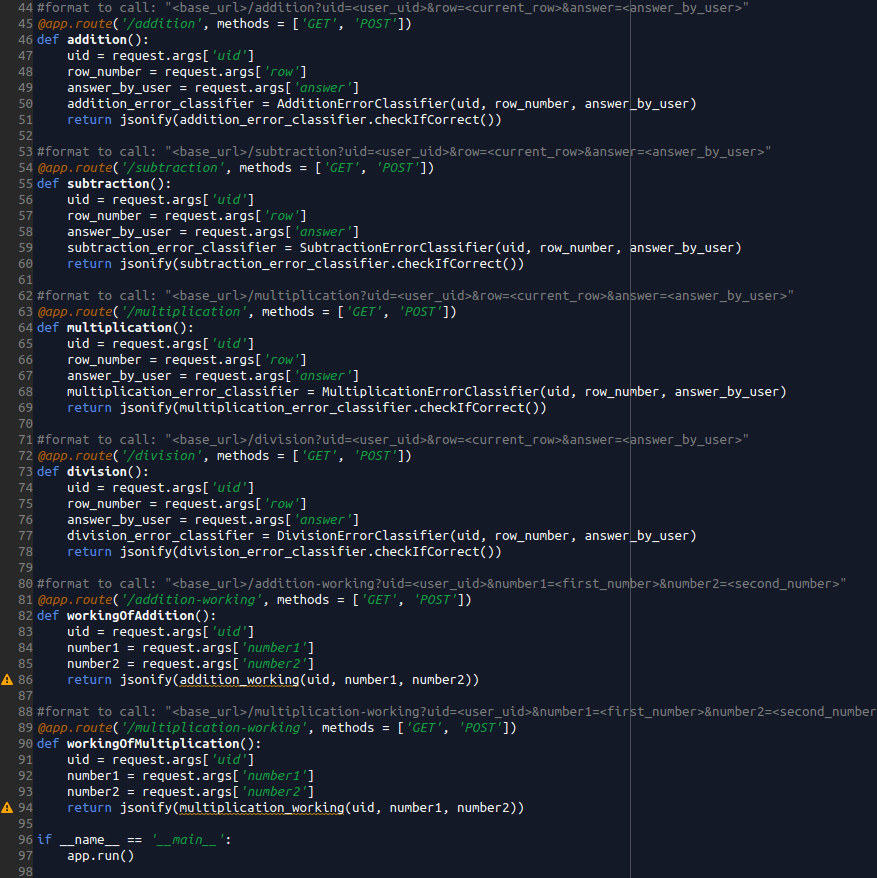 44 #format to call: "<base_url>/addition?uid=<user_uid>&row=<current_row>&answer=<answer_by_user>"
45 @app.route('/addition', methods = ['GET', 'POST'])
46 def addition():
47     uid = request.args['uid']
48     row_number = request.args['row']
49     answer_by_user = request.args['answer']
50     addition_error_classifier = AdditionErrorClassifier(uid, row_number, answer_by_user)
51     return jsonify(addition_error_classifier.checkIfCorrect())
52
53 #format to call: "<base_url>/subtraction?uid=<user_uid>&row=<current_row>&answer=<answer_by_user>"
54 @app.route('/subtraction', methods = ['GET', 'POST'])
55 def subtraction():
56     uid = request.args['uid']
57     row_number = request.args['row']
58     answer_by_user = request.args['answer']
59     subtraction_error_classifier = SubtractionErrorClassifier(uid, row_number, answer_by_user)
60     return jsonify(subtraction_error_classifier.checkIfCorrect())
61
62 #format to call: "<base_url>/multiplication?uid=<user_uid>&row=<current_row>&answer=<answer_by_user>"
63 @app.route('/multiplication', methods = ['GET', 'POST'])
64 def multiplication():
65     uid = request.args['uid']
66     row_number = request.args['row']
67     answer_by_user = request.args['answer']
68     multiplication_error_classifier = MultiplicationErrorClassifier(uid, row_number, answer_by_user)
69     return jsonify(multiplication_error_classifier.checkIfCorrect())
70
71 #format to call: "<base_url>/division?uid=<user_uid>&row=<current_row>&answer=<answer_by_user>"
72 @app.route('/division', methods = ['GET', 'POST'])
73 def division():
74     uid = request.args['uid']
75     row_number = request.args['row']
76     answer_by_user = request.args['answer']
77     division_error_classifier = DivisionErrorClassifier(uid, row_number, answer_by_user)
78     return jsonify(division_error_classifier.checkIfCorrect())
79
80 #format to call: "<base_url>/addition-working?uid=<user_uid>&number1=<first_number>&number2=<second_number>"
81 @app.route('/addition-working', methods = ['GET', 'POST'])
82 def workingOfAddition():
83     uid = request.args['uid']
84     number1 = request.args['number1']
85     number2 = request.args['number2']
86     return jsonify(addition_working(uid, number1, number2))
87
88 #format to call: "<base_url>/multiplication-working?uid=<user_uid>&number1=<first_number>&number2=<second_number
89 @app.route('/multiplication-working', methods = ['GET', 'POST'])
90 def workingOfMultiplication():
91     uid = request.args['uid']
92     number1 = request.args['number1']
93     number2 = request.args['number2']
94     return jsonify(multiplication_working(uid, number1, number2))
95
96 if __name__ == '__main__':
97     app.run()
98